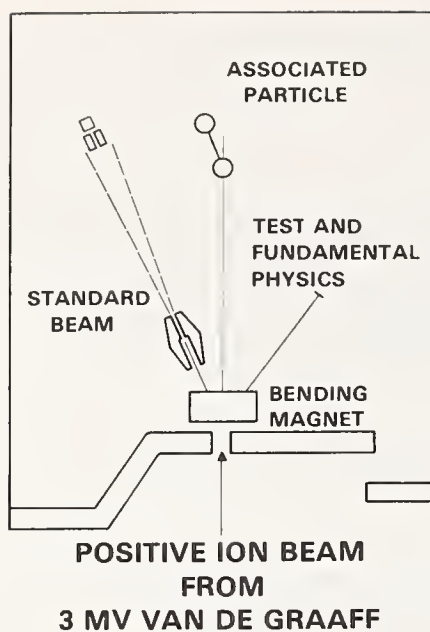 ASSOCIATED
PARTICLE
TEST AND
FUNDAMENTAL
PHYSICS
STANDARD
BEAM
BENDING
MAGNET
POSITIVE ION BEAM
FROM
3 MV VAN DE GRAAFF